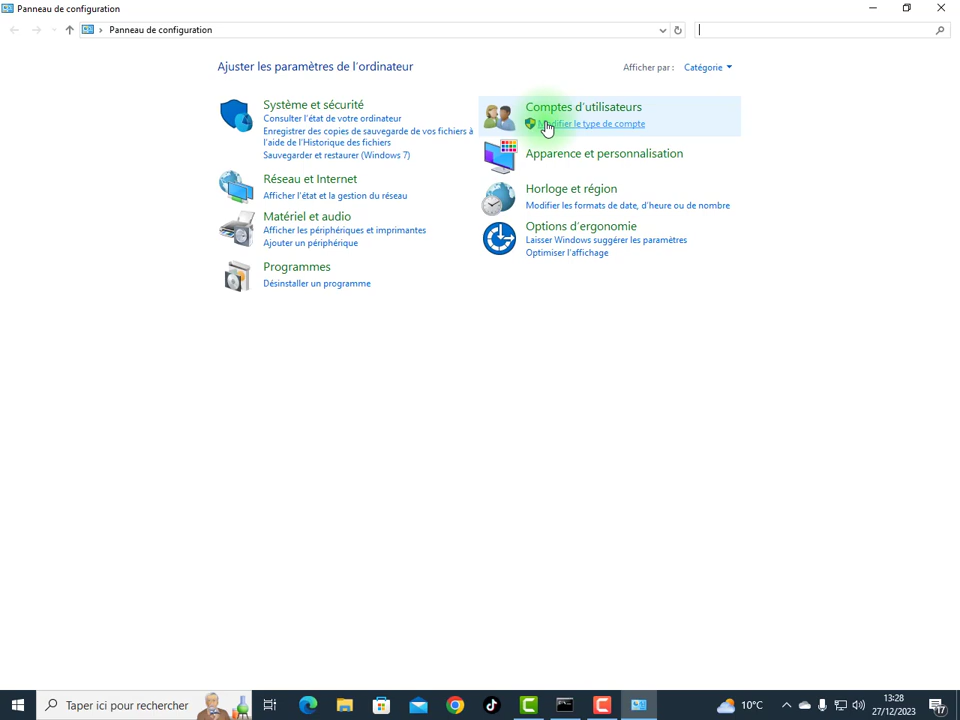 Panneau de configuration
Panneau de configuration
Ajuster les paramètres de l'ordinateur
Afficher par :
Catégorie
Système et sécurité
Consulter l'état de votre ordinateur
Enregistrer des copies de sauvegarde de vos fichiers à
l'aide de l'Historique des fichiers
Sauvegarder et restaurer (Windows 7)
Réseau et Internet
Afficher l'état et la gestion du réseau
Matériel et audio
Afficher les périphériques et imprimantes
Ajouter un périphérique
Programmes
Désinstaller un programme
Comptes d'utilisateurs
Modifier le type de compte
Apparence et personnalisation
Horloge et région
Modifier les formats de date, d'heure ou de nombre
Options d'ergonomie
Laisser Windows suggérer les paramètres
Optimiser l'affichage
Taper ici pour rechercher
10°C
13:28
27/12/2023
17